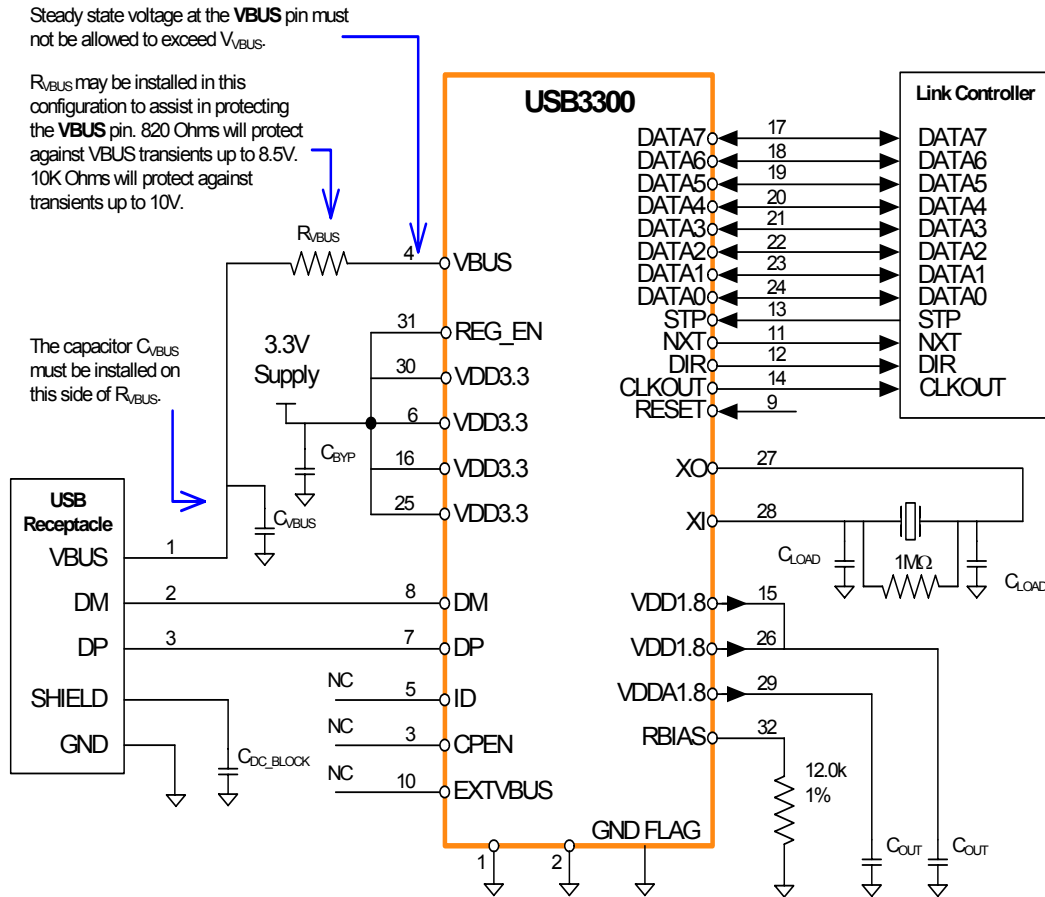 Steady state voltage at the VBUS pin must
not be allowed to exceed VVBUS.
RVBUS may be installed in this
configuration to assist in protecting
the VBUS pin. 820 Ohms will protect
against VBUS transients up to 8.5V.
10K Ohms will protect against
transients up to 10V.
RVBUS
The capacitor CVBUS
must be installed on
this side of RVBUS.
3.3V
Supply
CBYP
CVBUS
USB
Receptacle
VBUS 1
DM 2
DP 3
SHIELD
GND
CDC_BLOCK
USB3300
4 VBUS
31 REG_EN
30 VDD3.3
6 VDD3.3
16 VDD3.3
25 VDD3.3
8 DM
7 DP
NC 5 ID
NC 3 CPEN
NC 10 EXTVBUS
1
2
GND FLAG
Link Controller
DATA7 17 DATA7
DATA6 18 DATA6
DATA5 19 DATA5
DATA4 20 DATA4
DATA3 21 DATA3
DATA2 22 DATA2
DATA1 23 DATA1
DATA0 24 DATA0
STP 13 STP
NXT 11 NXT
DIR 12 DIR
CLKOUT 14 CLKOUT
RESET 9
XO 27
XI 28
CLOAD
1MΩ
CLOAD
VDD1.8 15
VDD1.8 26
VDDA1.8 29
RBIAS 32
12.0k
1%
COUT
COUT